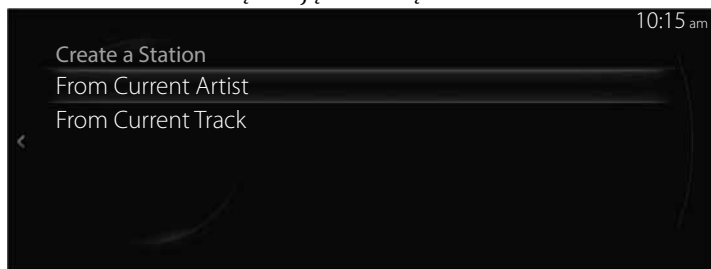 10:15 am
Create a Station
From Current Artist
From Current Track